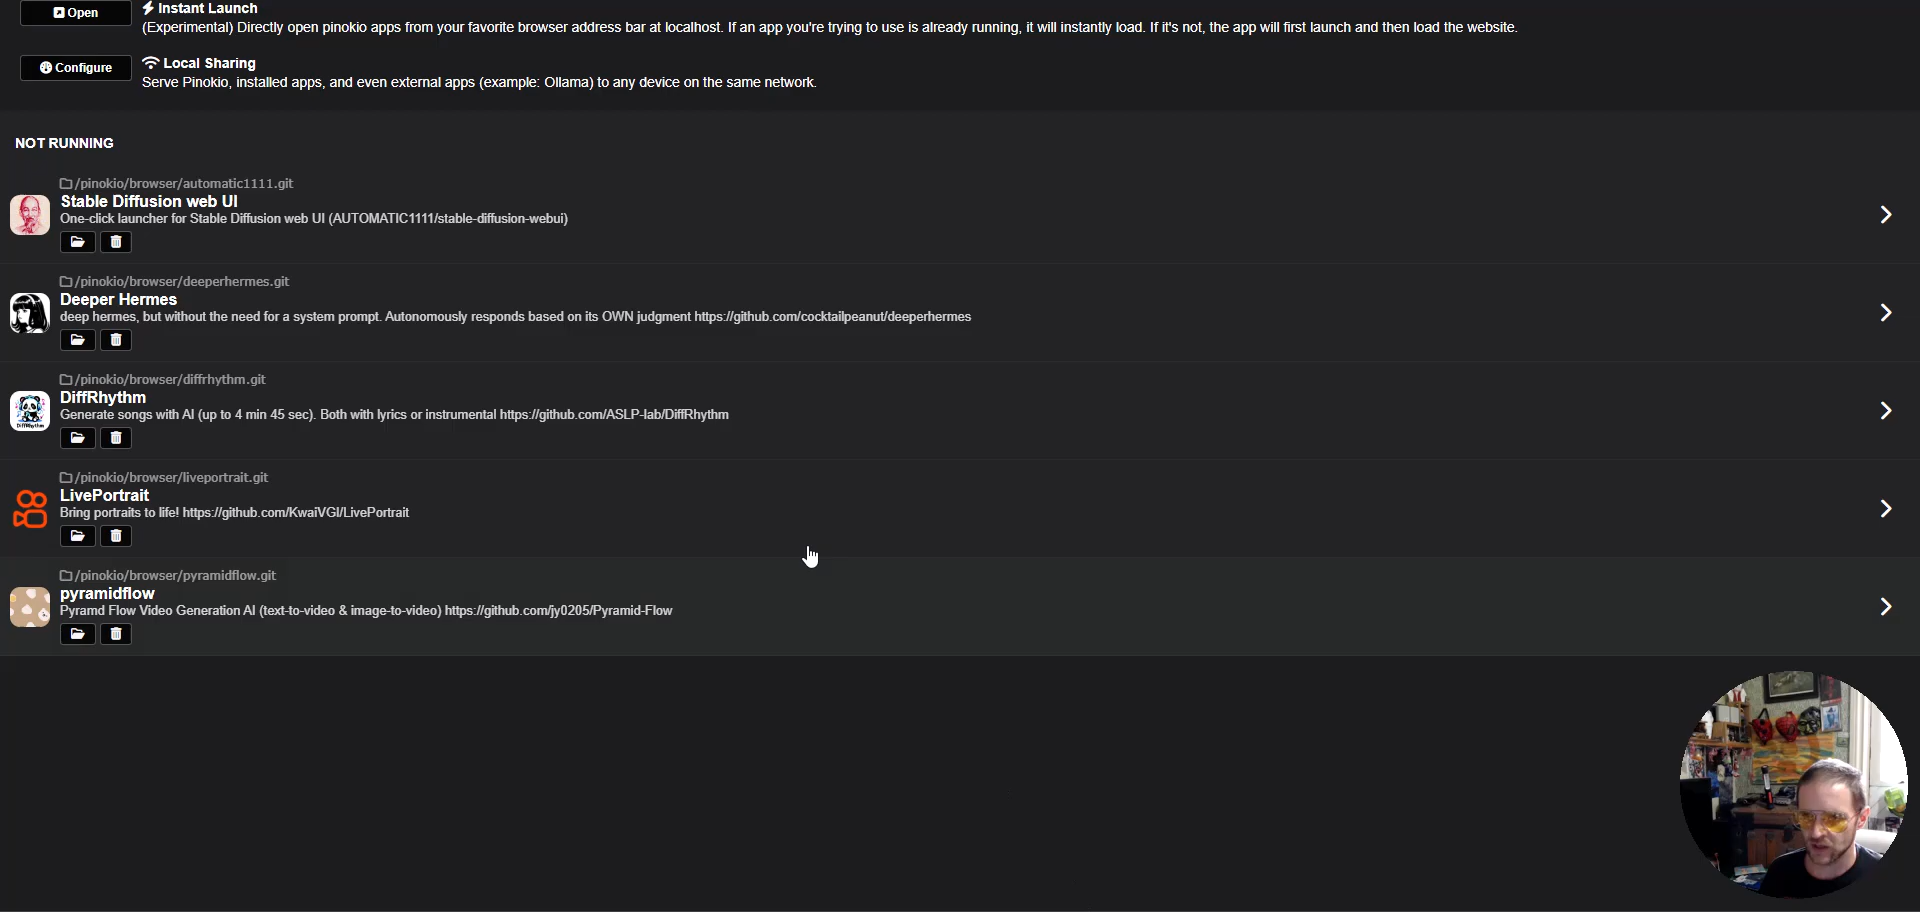 Open
Instant Launch
(Experimental) Directly open pinokio apps from your favorite browser address bar at localhost. If an app you're trying to use is already running, it will instantly load. If it's not, the app will first launch and then load the website.
Configure
Local Sharing
Serve Pinokio, installed apps, and even external apps (example: Ollama) to any device on the same network.
NOT RUNNING
/pinokio/browser/automatic1111.git
Stable Diffusion web UI
One-click launcher for Stable Diffusion web UI (AUTOMATIC1111/stable-diffusion-webui)
/pinokio/browser/deeperhermes.git
Deeper Hermes
deep hermes, but without the need for a system prompt. Autonomously responds based on its OWN judgment https://github.com/cocktailpeanut/deeperhermes
/pinokio/browser/diffrhythm.git
DiffRhythm
Generate songs with AI (up to 4 min 45 sec). Both with lyrics or instrumental https://github.com/ASLP-lab/DiffRhythm
DiffRhythm
/pinokio/browser/liveportrait.git
LivePortrait
Bring portraits to life! https://github.com/KwaiVGI/LivePortrait
/pinokio/browser/pyramidflow.git
pyramidflow
Pyramd Flow Video Generation AI (text-to-video & image-to-video) https://github.com/jy0205/Pyramid-Flow